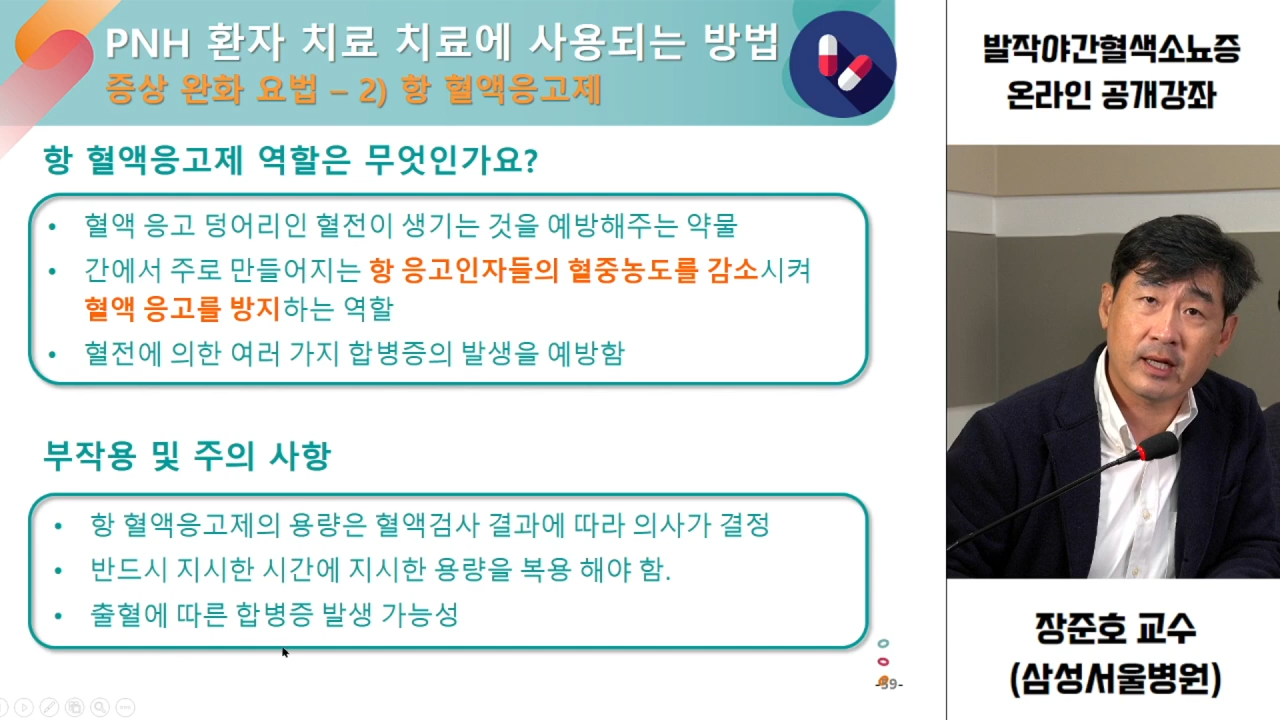 PNH 환자 치료 치료에 사용되는 방법
증상 완화 요법 – 2) 항 혈액응고제
항 혈액응고제 역할은 무엇인가요?
• 혈액 응고 덩어리인 혈전이 생기는 것을 예방해주는 약물
• 간에서 주로 만들어지는 항 응고인자들의 혈중농도를 감소시켜
혈액 응고를 방지하는 역할
• 혈전에 의한 여러 가지 합병증의 발생을 예방함
부작용 및 주의 사항
• 항 혈액응고제의 용량은 혈액검사 결과에 따라 의사가 결정
• 반드시 지시한 시간에 지시한 용량을 복용 해야 함.
• 출혈에 따른 합병증 발생 가능성
-59-
발작야간혈색소뇨증
온라인 공개강좌
장준호 교수
(삼성서울병원)